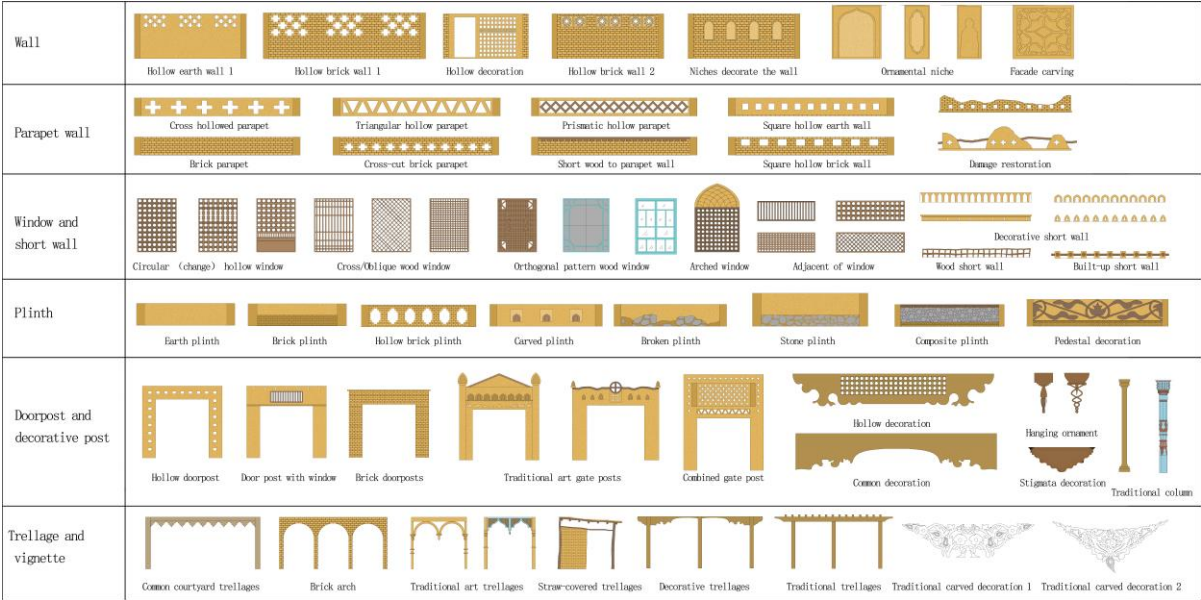 Wall
Hollow earth wall 1
Hollow brick wall 1
Hollow decoration
Hollow brick wall 2
Niches decorate the wall
Ornamental niche
Facade carving
Parapet wall
Cross hollowed parapet
Triangular hollow parapet
Prismatic hollow parapet
Square hollow earth wall
Brick parapet
Cross-cut brick parapet
Short wood to parapet wall
Square hollow brick wall
Damage restoration
Window and
short wall
Decorative short wall
Circular （change） hollow window
Cross/Oblique wood window
Orthogonal pattern wood window
Arched window
Adjacent of window
Wood short wall
Built-up short wall
Plinth
Earth plinth
Brick plinth
Hollow brick plinth
Carved plinth
Broken plinth
Stone plinth
Composite plinth
Pedestal decoration
Doorpost and
decorative post
Hollow decoration
Hanging ornament
Hollow doorpost
Door post with window
Brick doorposts
Traditional art gate posts
Combined gate post
Common decoration
Stigmata decoration
Traditional column
Trellage and
vignette
Common courtyard trellages
Brick arch
Traditional art trellages
Straw-covered trellages
Decorative trellages
Traditional trellages
Traditional carved decoration 1
Traditional carved decoration 2